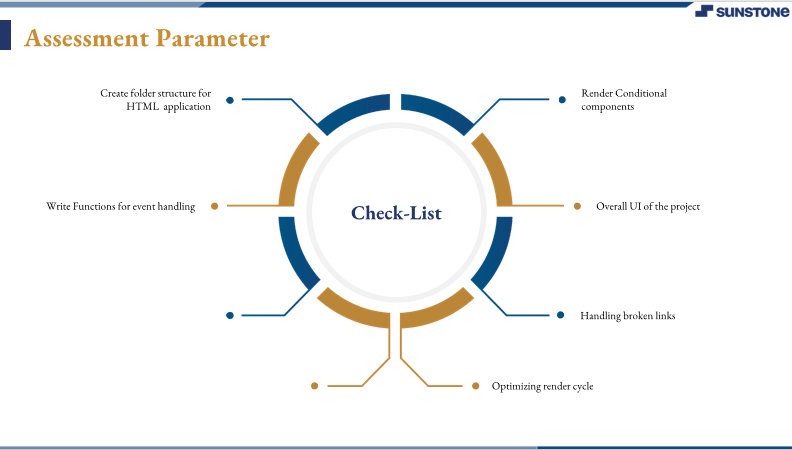 SUNSTONE
Assessment Parameter
Create folder structure for
HTML application
Render Conditional
components
Write Functions for event handling
Check-List
Overall UI of the project
Handling broken links
Optimizing render cycle